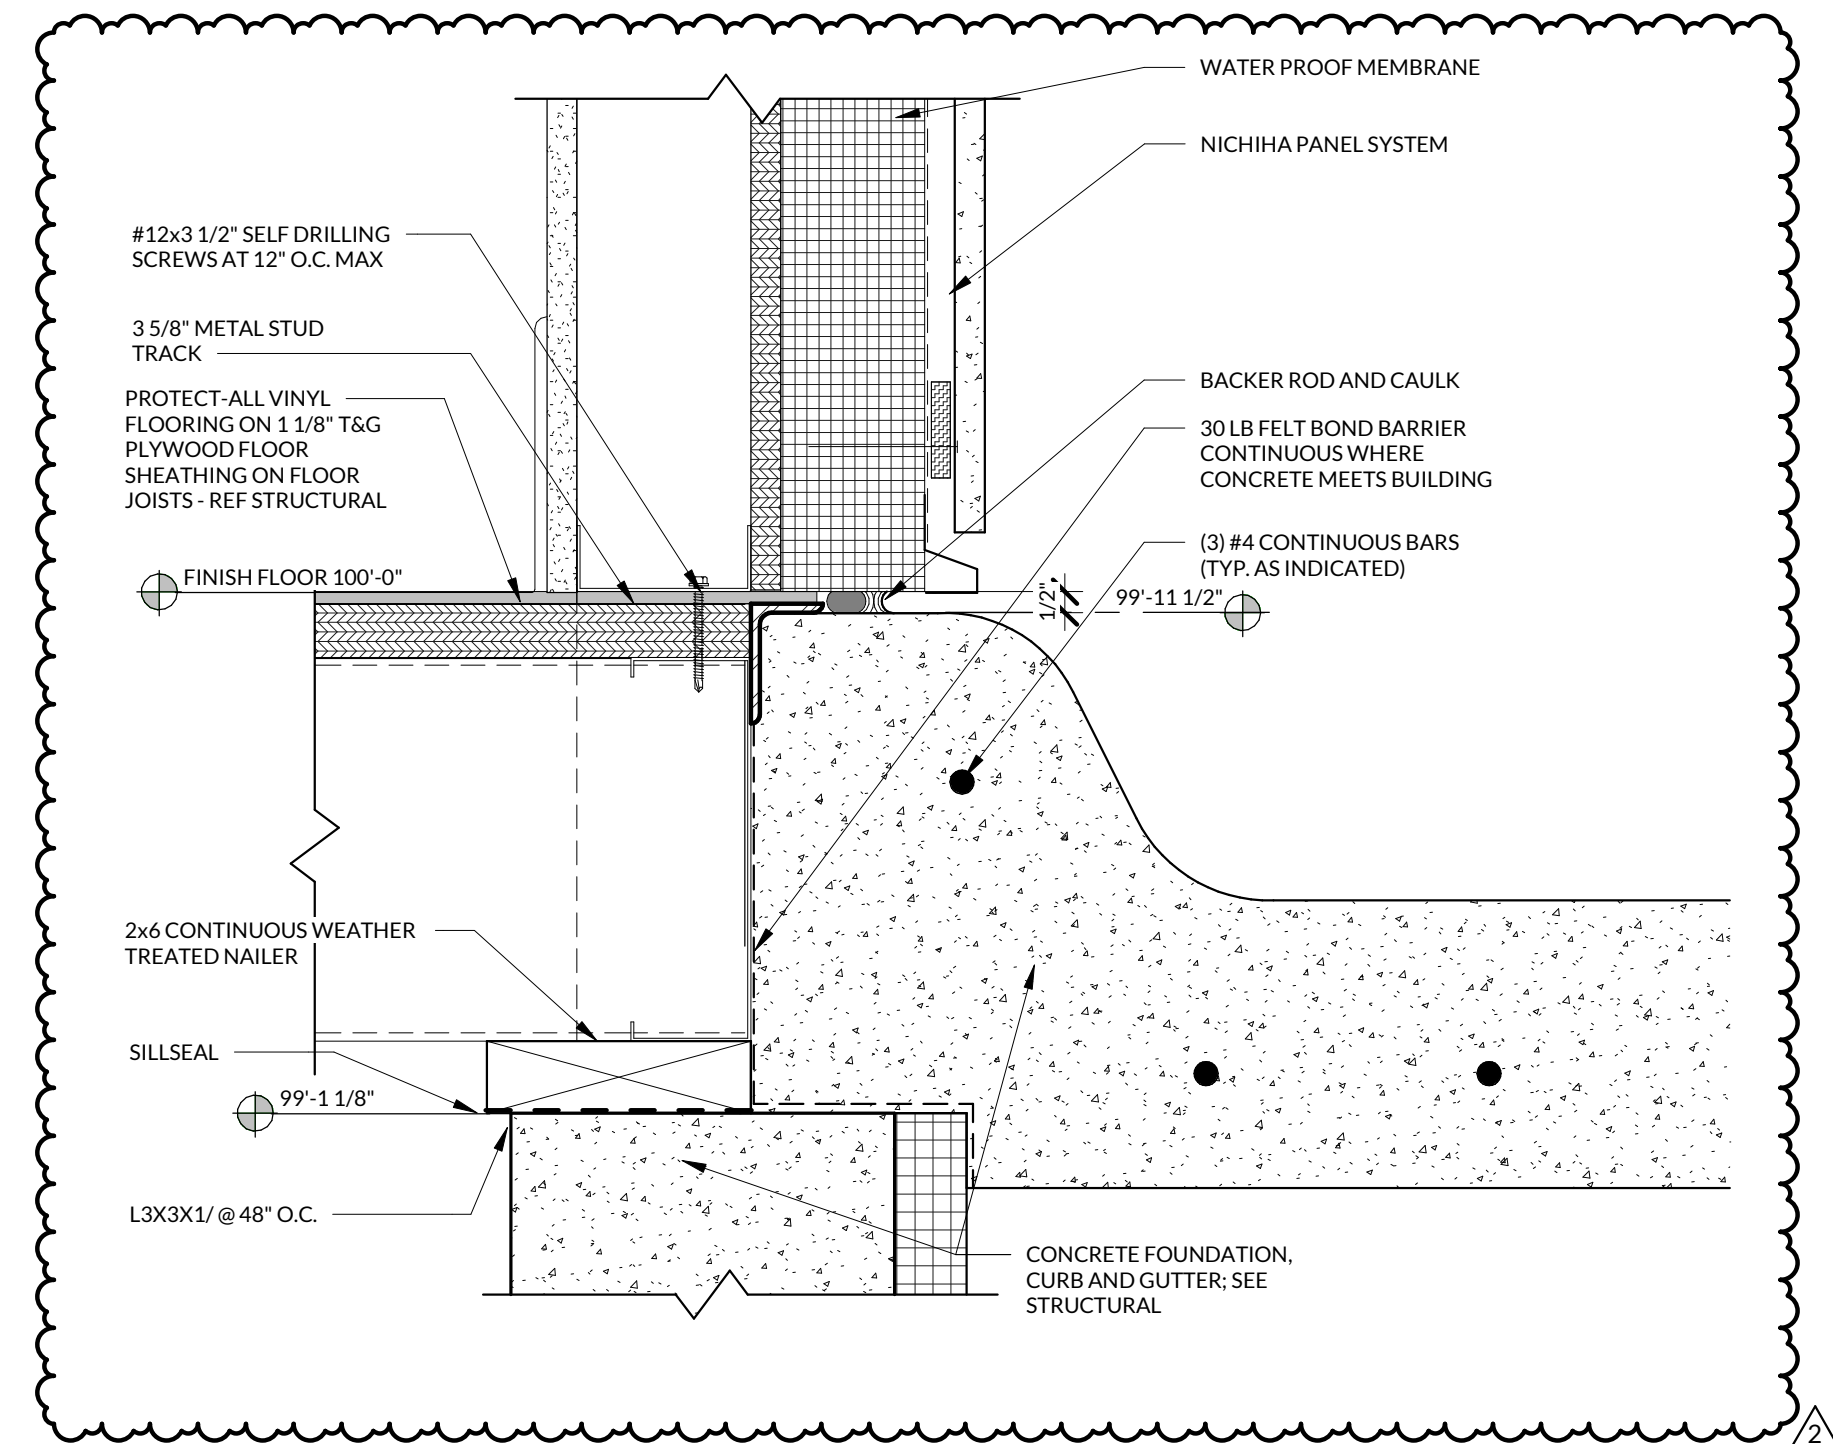 WATER PROOF MEMBRANE
NICHIHA PANEL SYSTEM
#12x3 1/2" SELF DRILLING
SCREWS AT 12" O.C. MAX
3 5/8" METAL STUD
TRACK
PROTECT-ALL VINYL
FLOORING ON 1 1/8" T&G
PLYWOOD FLOOR
SHEATHING ON FLOOR
JOISTS - REF STRUCTURAL
BACKER ROD AND CAULK
30 LB FELT BOND BARRIER
CONTINUOUS WHERE
CONCRETE MEETS BUILDING
(3) #4 CONTINUOUS BARS
(TYP. AS INDICATED)
FINISH FLOOR 100'-0"
1/2"
99'-11 1/2"
2x6 CONTINUOUS WEATHER
TREATED NAILER
SILLSEAL
99'-1 1/8"
L3X3X1/ @ 48" O.C.
CONCRETE FOUNDATION,
CURB AND GUTTER; SEE
STRUCTURAL
2